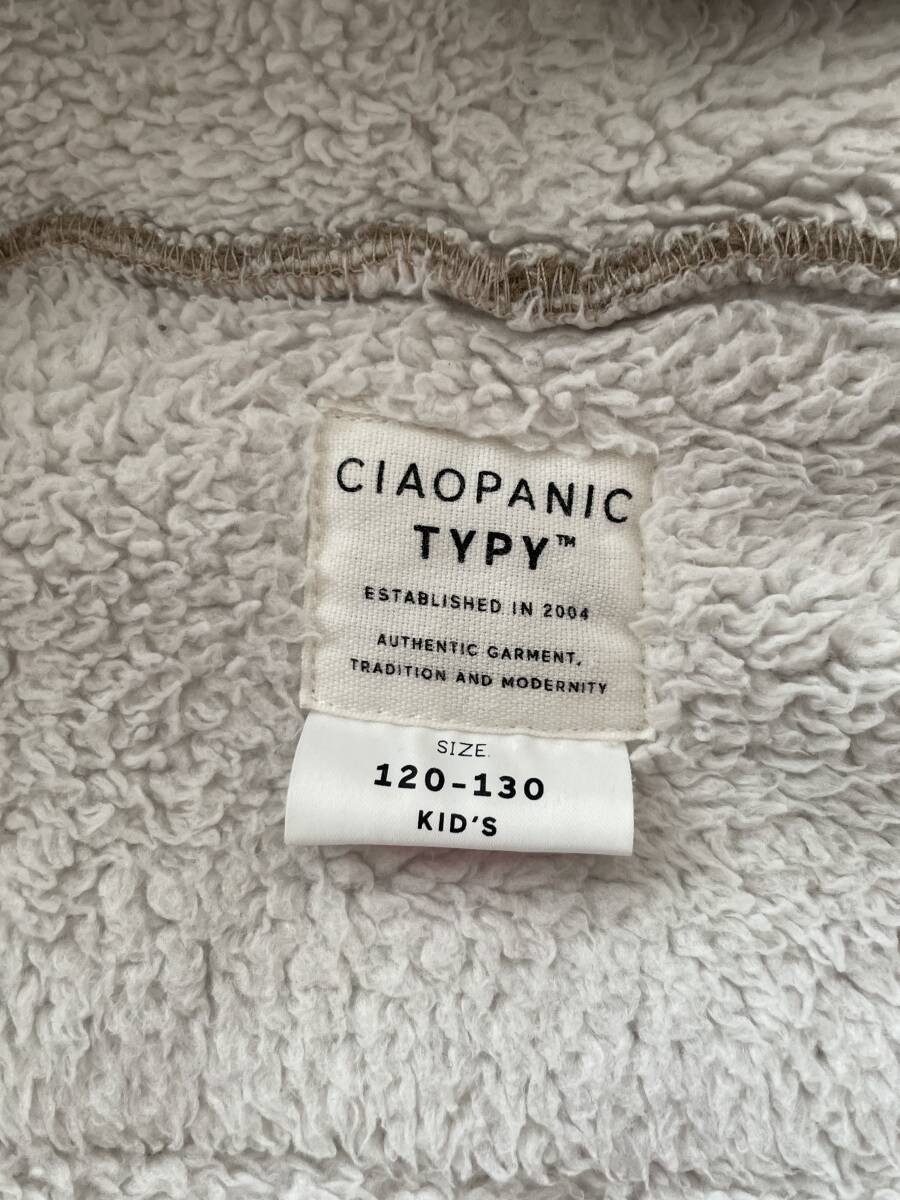 CIAOPANIC
TYPY™
ESTABLISHED IN 2004
AUTHENTIC GARMENT,
TRADITION AND MODERNITY
SIZE
120-130
KID'S